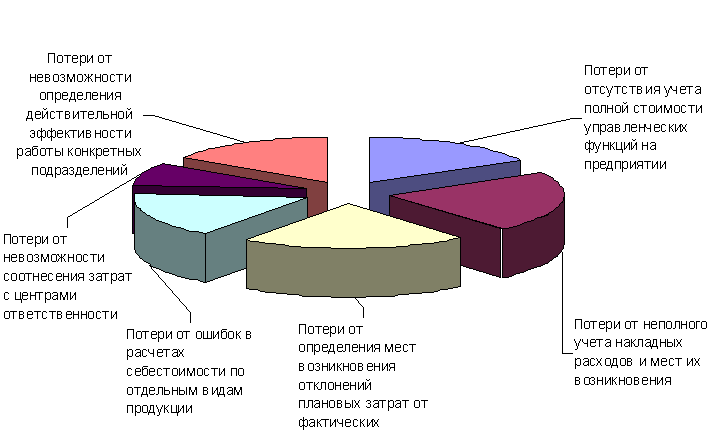 Потери от
невозможности
определения
действительной
эффективности
работы конкретных
подразделений
Потери от
отсутствия учета
полной стоимости
управленческих
функций на
предприятии
Потери от
невозможности
соотнесения затрат
с центрами
ответственности
Потери от ошибок в
расчетах
себестоимости по
отдельным видам
продукции
Потери от
определения мест
возникновения
отклонений
плановых затрат от
фактических
Потери от неполного
учета накладных
расходов и мест их
возникновения